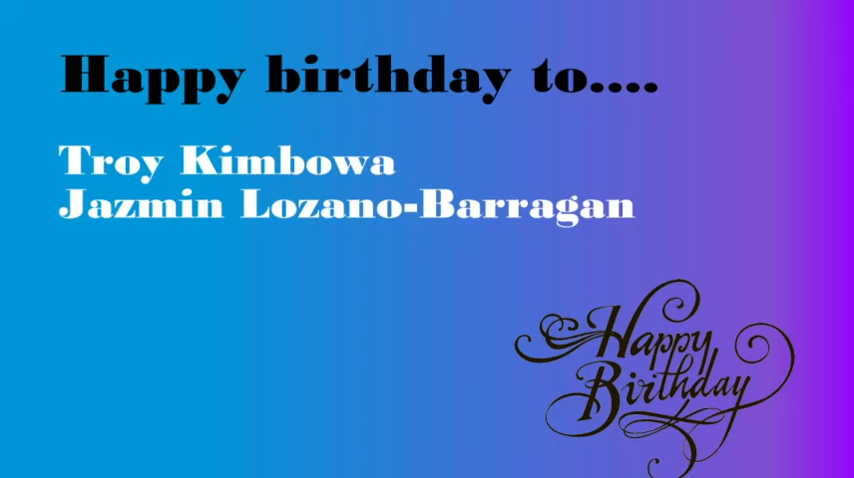 Happy birthday to....
Troy Kimbowa
Jazmin Lozano-Barragan
Happy
Birthday